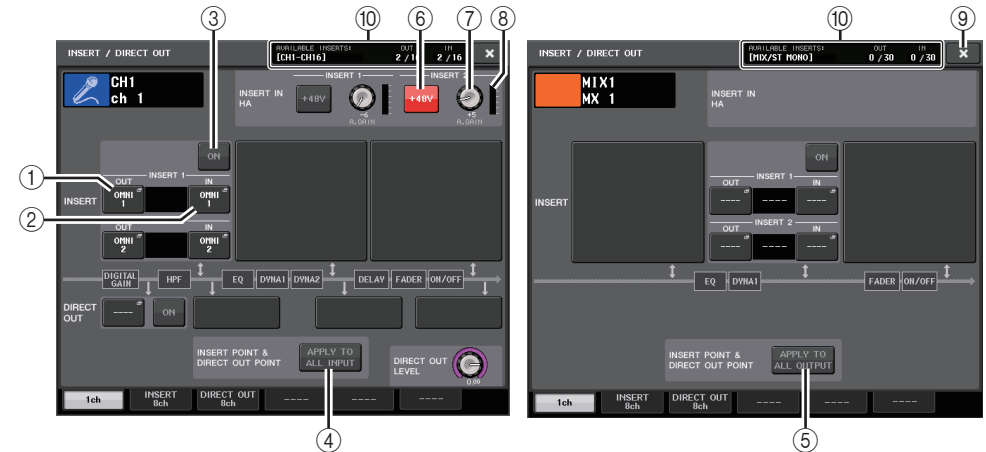 ③ ⑩ ⑥ ⑦ ⑧ ⑩ ⑨
INSERT / DIRECT OUT
AVAILABLE INSERTS: OUT IN
[CH1-CH16] 2 /16 2 /16
×
CH1
ch 1
INSERT IN
HA
INSERT 1
+48V
-6
A.GAIN
INSERT 2
+48V
+5
A.GAIN
ON
①
②
INSERT
INSERT 1
OUT IN
OMNI
1
OMNI
1
OUT IN
OMNI
2
OMNI
2
DIGITAL
GAIN
HPF EQ DYNA1 DYNA2 DELAY FADER ON/OFF
DIRECT
OUT
---- ON
INSERT POINT &
DIRECT OUT POINT
APPLY TO
ALL INPUT
DIRECT OUT
LEVEL
0.00
1ch
INSERT
8ch
DIRECT OUT
8ch
---- ---- ----
④
INSERT / DIRECT OUT
AVAILABLE INSERTS: OUT IN
[MIX/ST MONO] 0 /30 0 /30
×
MIX1
MX 1
INSERT IN
HA
ON
INSERT
INSERT 1
OUT IN
---- ---- ----
INSERT 2
OUT IN
---- ---- ----
EQ DYNA1 FADER ON/OFF
INSERT POINT &
DIRECT OUT POINT
APPLY TO
ALL OUTPUT
1ch
INSERT
8ch
DIRECT OUT
8ch
---- ---- ----
⑤